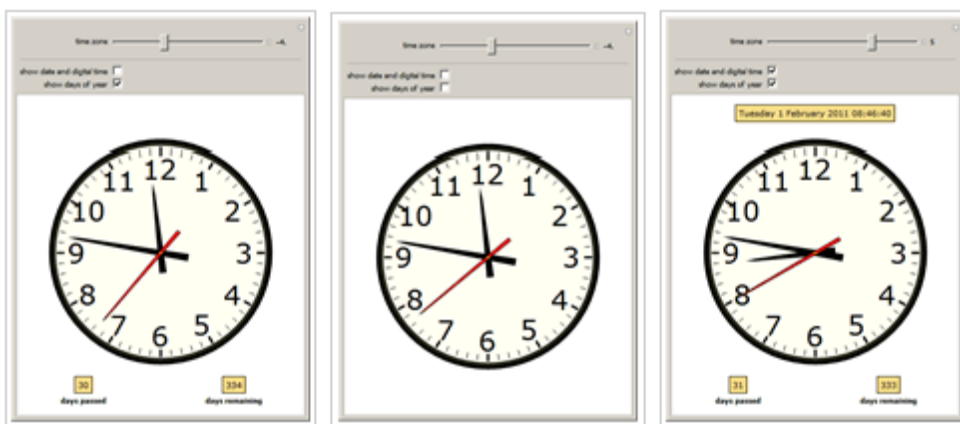 time zone -4.
show date and digital time
show days of year
12
11 1
10 2
9 3
8 4
7 5
6
30 334
days passed days remaining
time zone -4.
show date and digital time
show days of year
12
11 1
10 2
9 3
8 4
7 5
6
time zone 5
show date and digital time
show days of year
Tuesday 1 February 2011 08:46:40
12
11 1
10 2
9 3
8 4
7 5
6
31 333
days passed days remaining